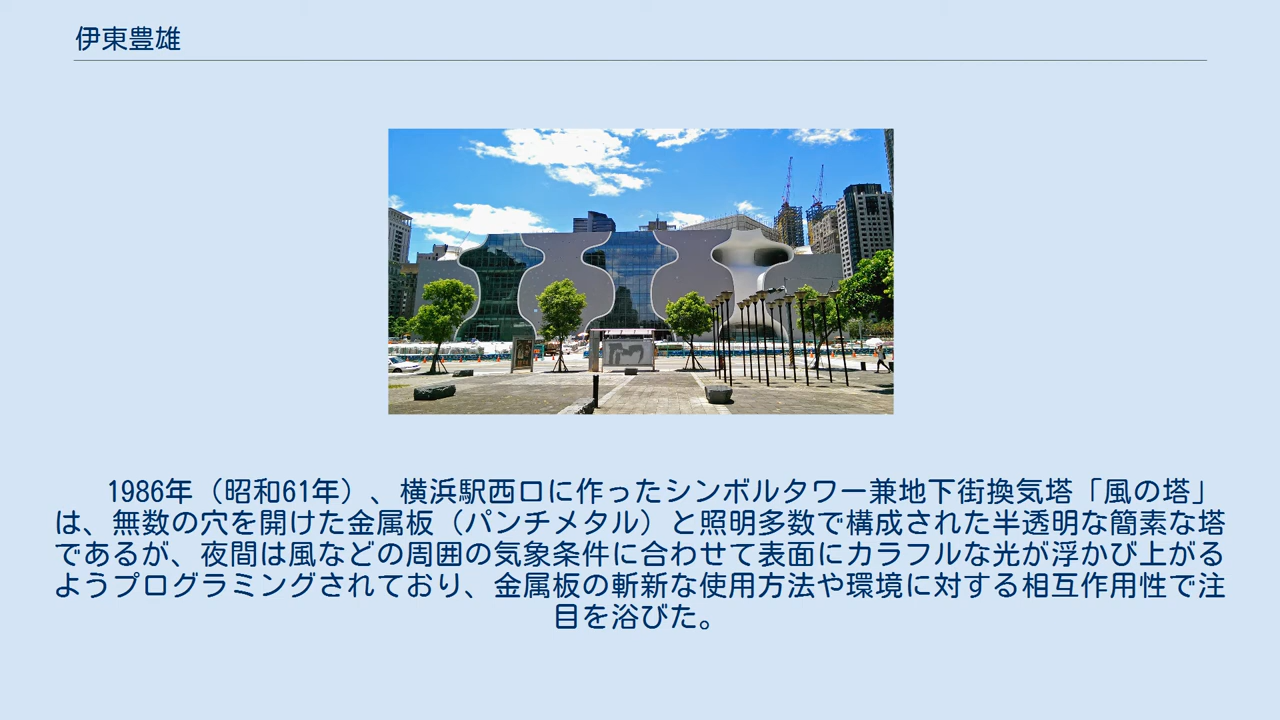 伊東豊雄
1986年（昭和61年）、横浜駅西口に作ったシンボルタワー兼地下街換気塔「風の塔」
は、無数の穴を開けた金属板（パンチメタル）と照明多数で構成された半透明な簡素な塔
であるが、夜間は風などの周囲の気象条件に合わせて表面にカラフルな光が浮かび上がる
ようプログラミングされており、金属板の斬新な使用方法や環境に対する相互作用性で注
目を浴びた。